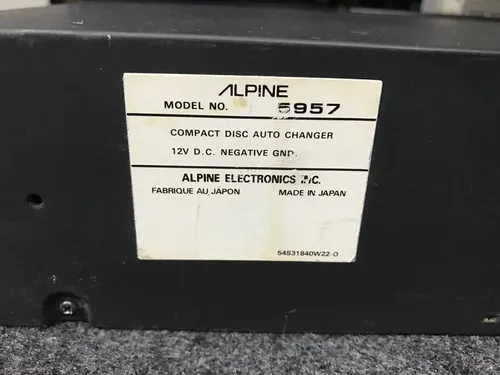 ALPINE
MODEL NO. 5957
COMPACT DISC AUTO CHANGER
12V D.C. NEGATIVE GND.
ALPINE ELECTRONICS INC.
FABRIQUE AU JAPON MADE IN JAPAN
54S31840W22-O